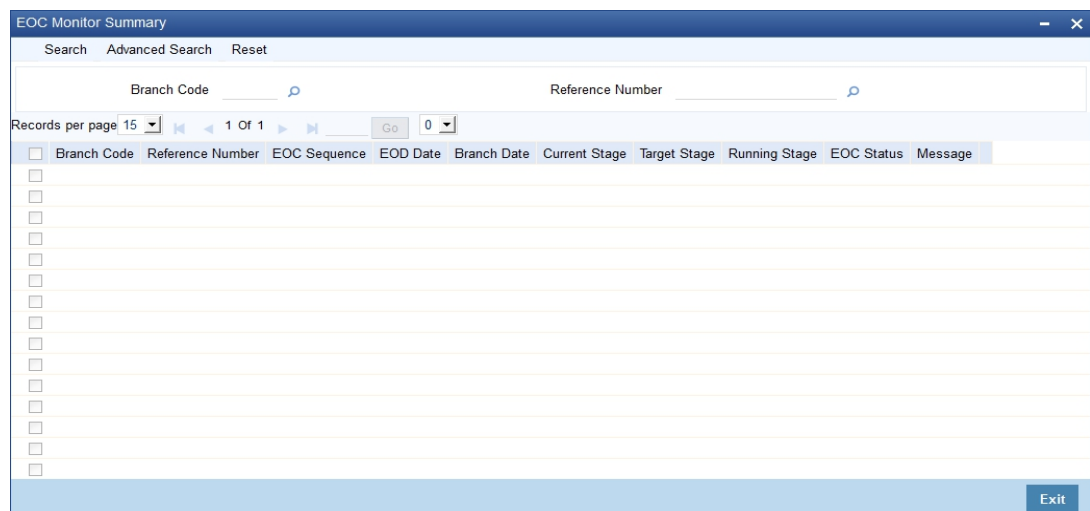 EOC Monitor Summary
Search Advanced Search Reset
Branch Code Reference Number
Records per page 15 1 Of 1 Go 0
Branch Code Reference Number EOC Sequence EOD Date Branch Date Current Stage Target Stage Running Stage EOC Status Message
Exit